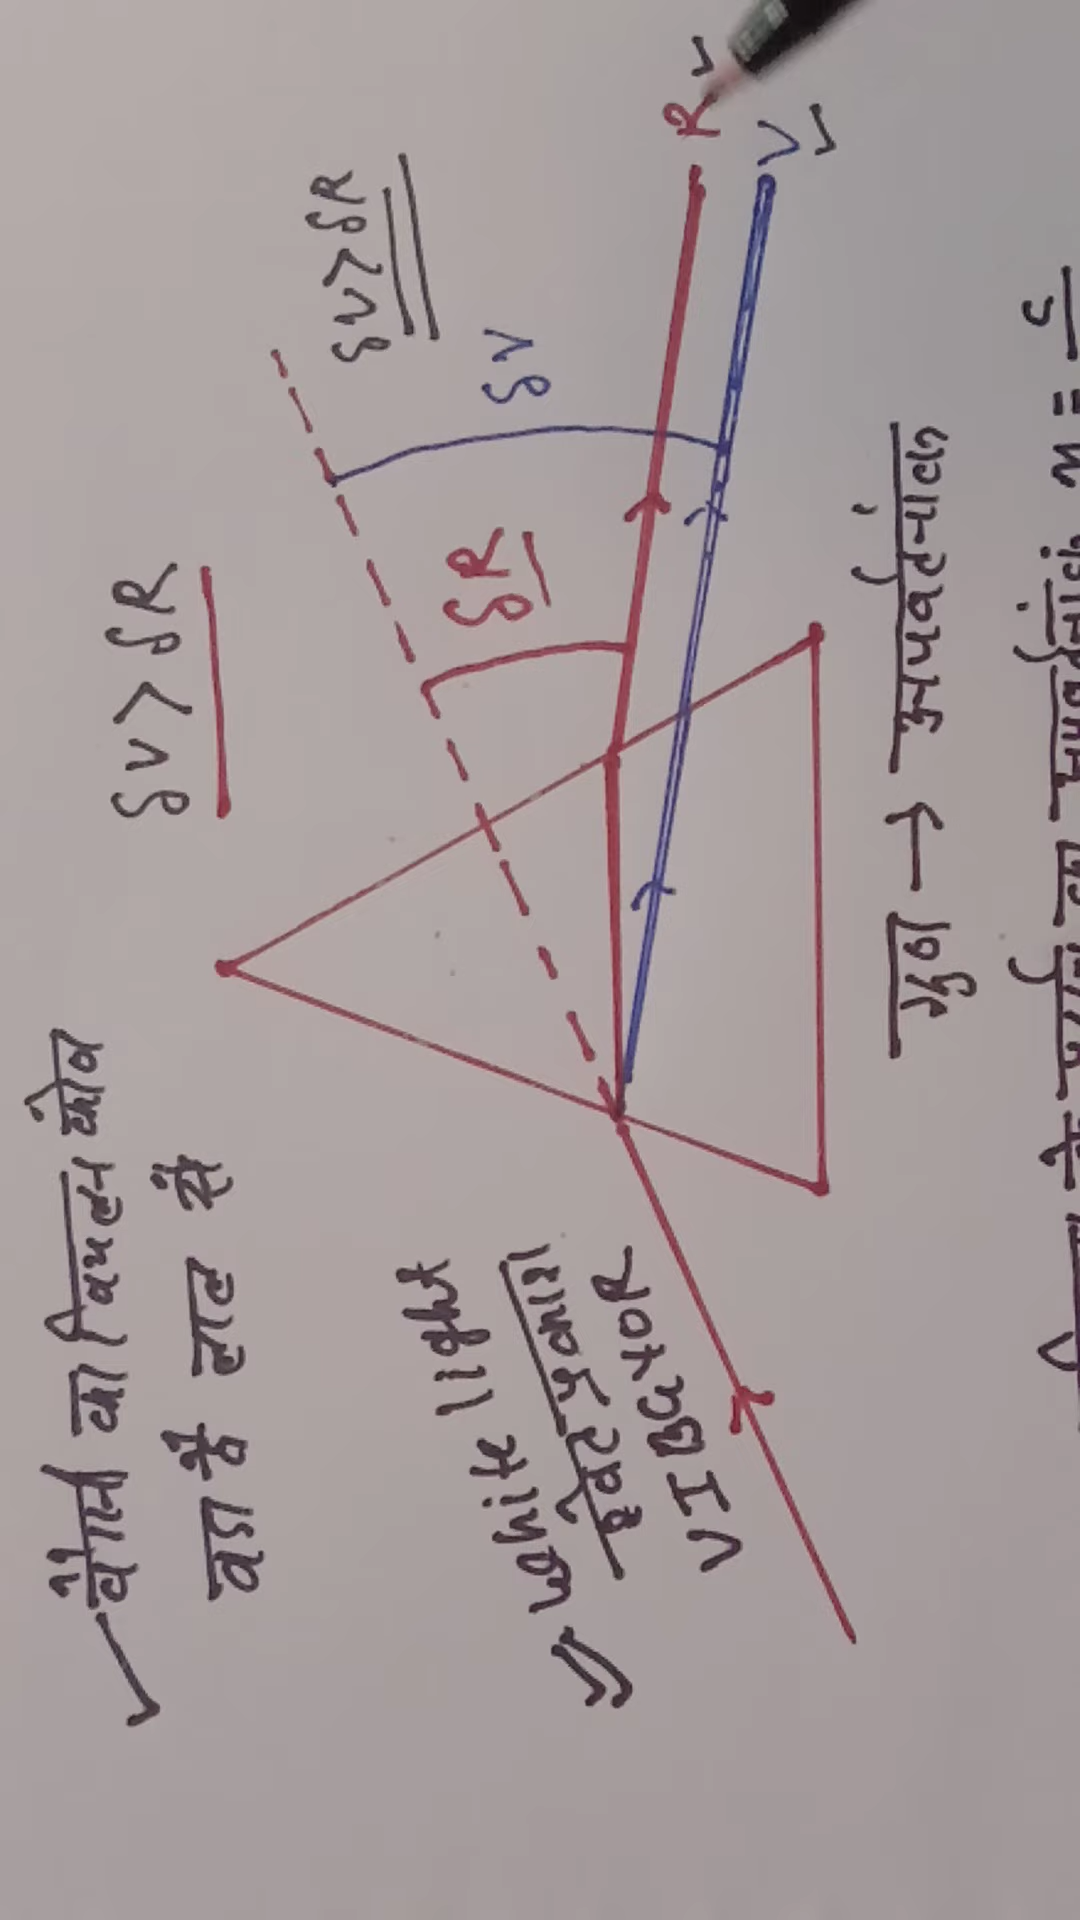 बैंगनी का विचलन कोन
बडा है लाल से
δV > δR
δV > δR
White light
श्वेत प्रकाश
VIBGYOR
δR
δV
R
V
गुण → अपवर्तनांक